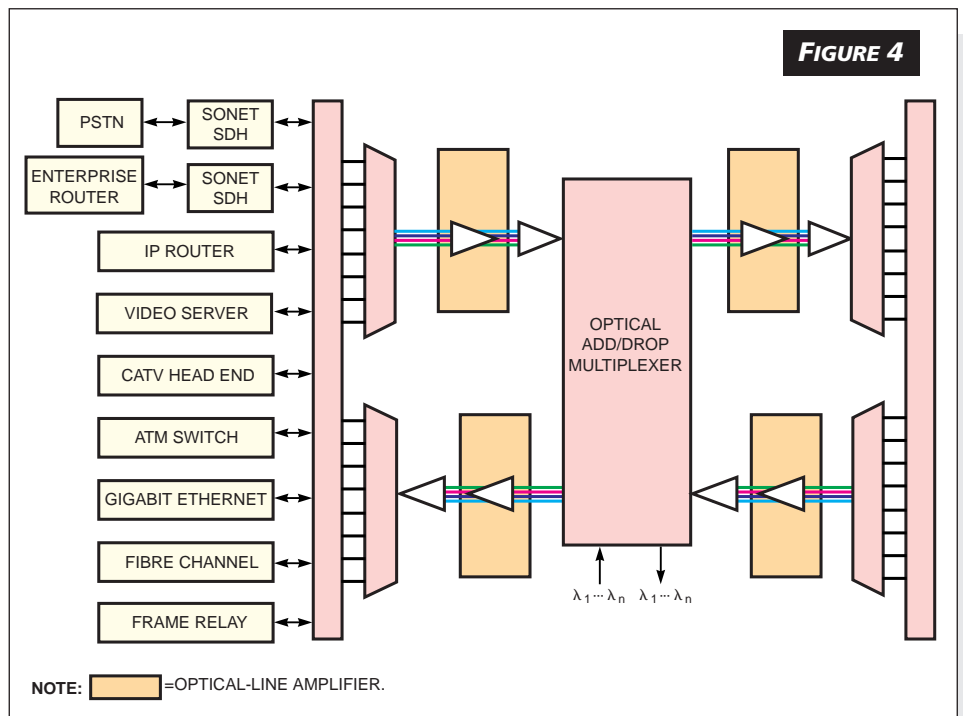 FIGURE 4
PSTN
SONET
SDH
ENTERPRISE
ROUTER
SONET
SDH
IP ROUTER
VIDEO SERVER
CATV HEAD END
ATM SWITCH
GIGABIT ETHERNET
FIBRE CHANNEL
FRAME RELAY
OPTICAL
ADD/DROP
MULTIPLEXER
λ1... λn λ1... λn
NOTE: =OPTICAL-LINE AMPLIFIER.